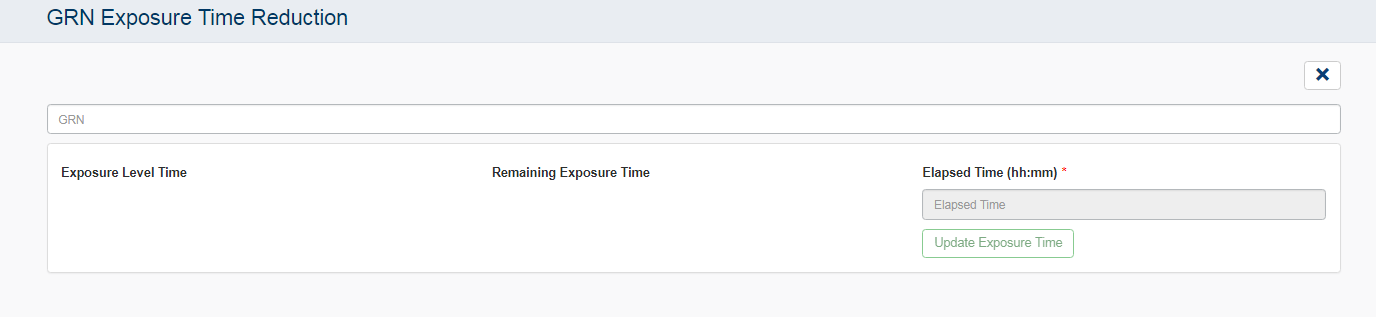 GRN Exposure Time Reduction
GRN
Exposure Level Time
Remaining Exposure Time
Elapsed Time (hh:mm) *
Elapsed Time
Update Exposure Time